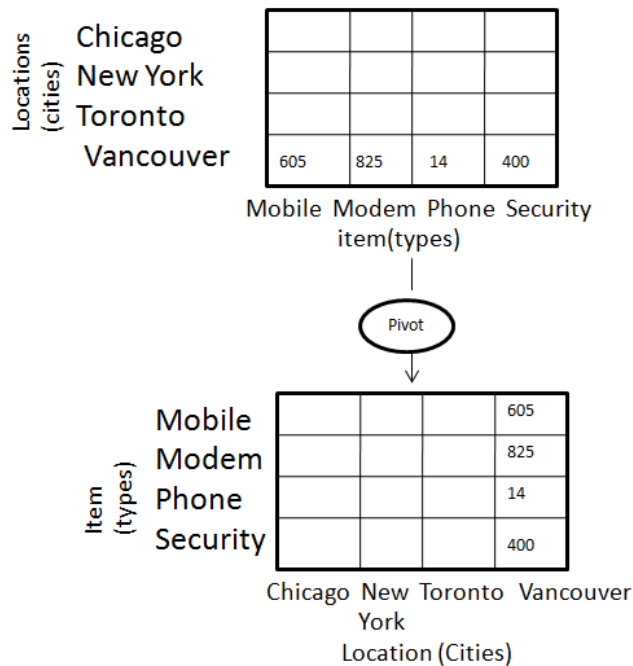 Locations
(cities)
Chicago
New York
Toronto
Vancouver
605 825 14 400
Mobile Modem Phone Security
item(types)
Pivot
Item
(types)
Mobile
Modem
Phone
Security
605
825
14
400
Chicago New Toronto Vancouver
York
Location (Cities)